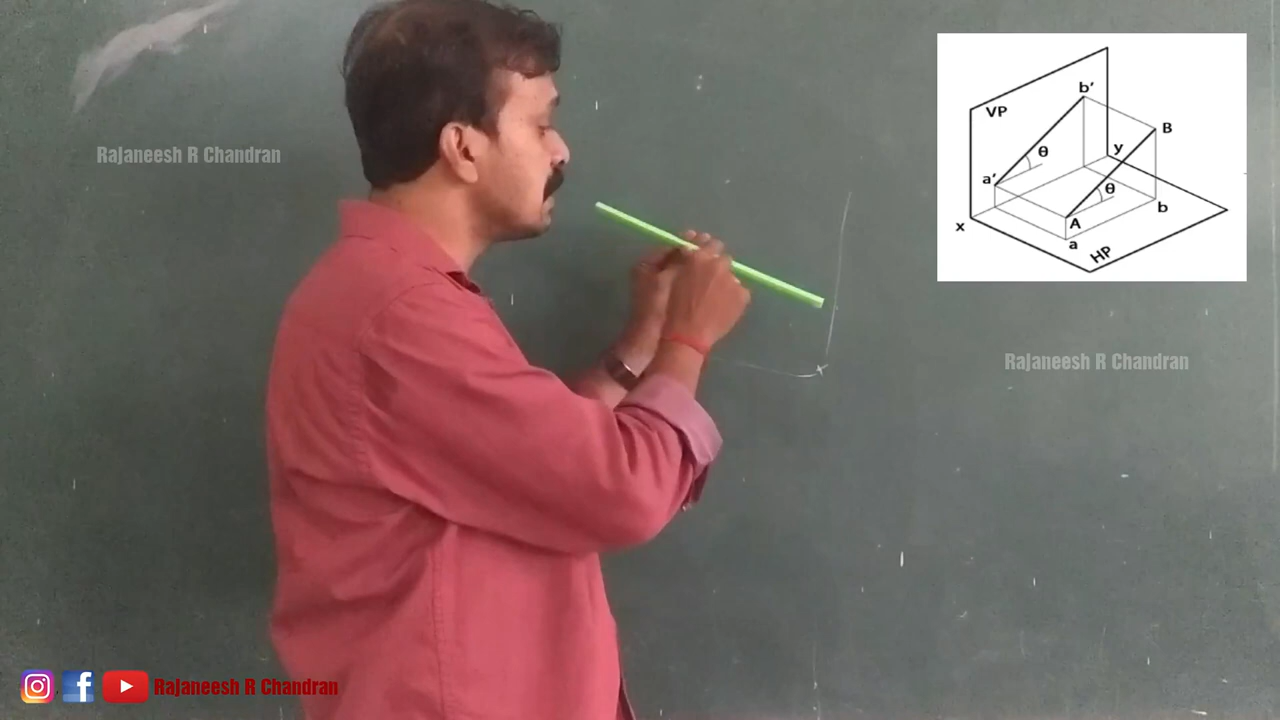 Rajaneesh R Chandran
VP
b′
B
θ
y
a′
θ
b
x
A
a
HP
Rajaneesh R Chandran
Rajaneesh R Chandran